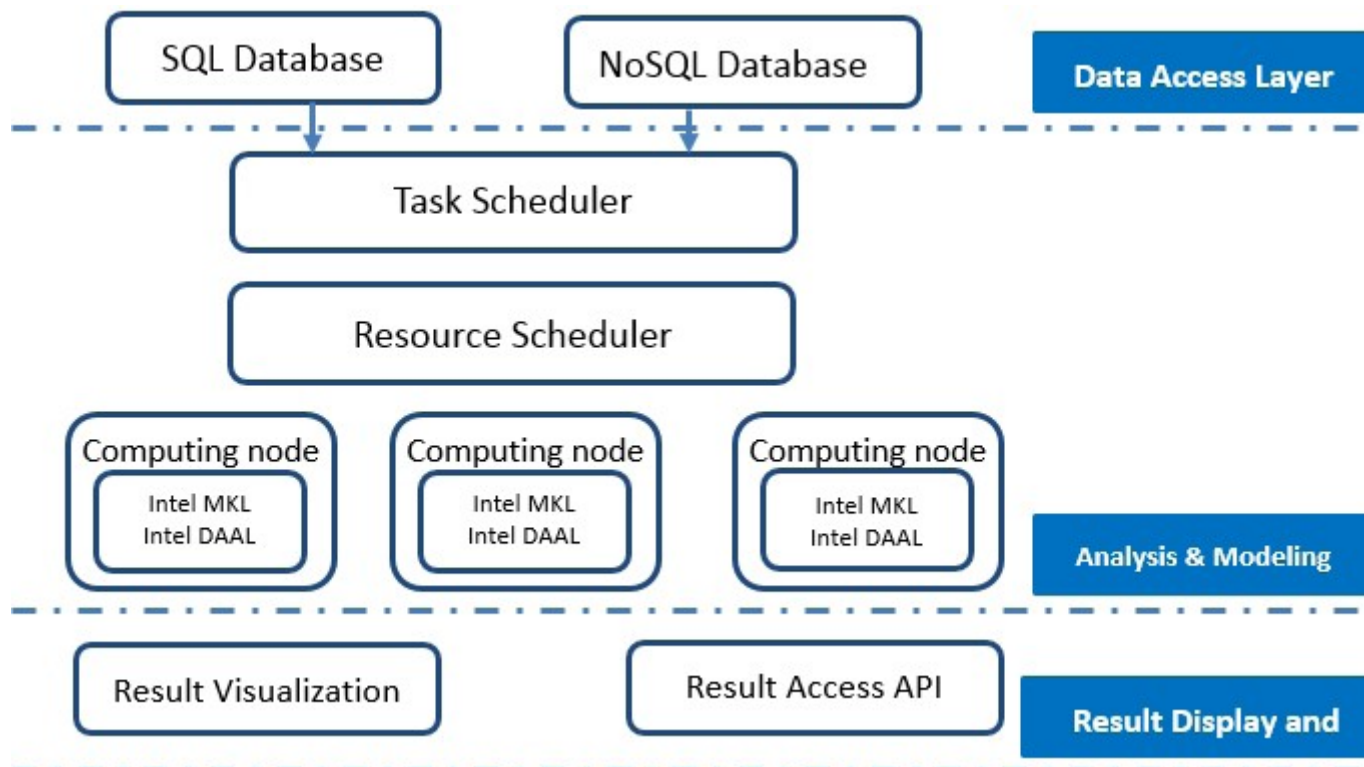 SQL Database
NoSQL Database
Data Access Layer
Task Scheduler
Resource Scheduler
Computing node
Intel MKL
Intel DAAL
Computing node
Intel MKL
Intel DAAL
Computing node
Intel MKL
Intel DAAL
Analysis & Modeling
Result Visualization
Result Access API
Result Display and